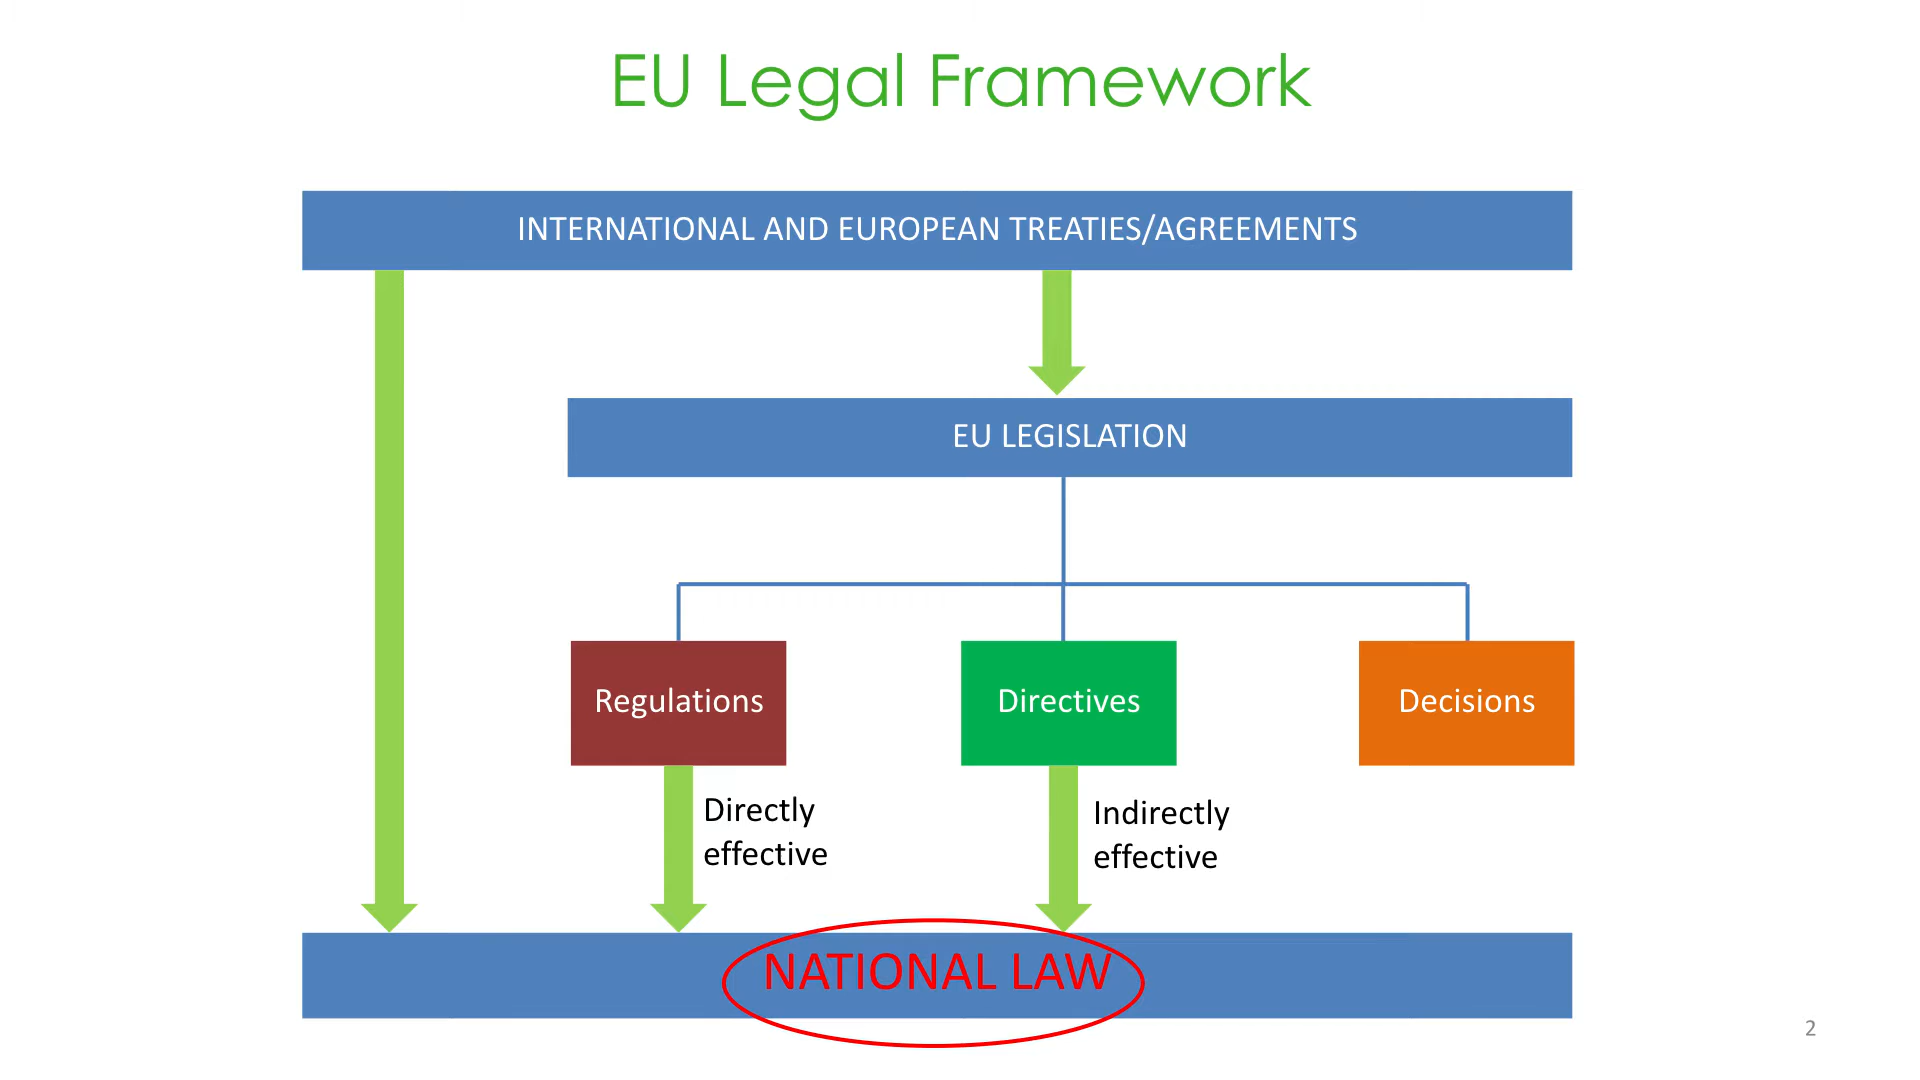 EU Legal Framework
INTERNATIONAL AND EUROPEAN TREATIES/AGREEMENTS
EU LEGISLATION
Regulations
Directives
Decisions
Directly
effective
Indirectly
effective
NATIONAL LAW
2